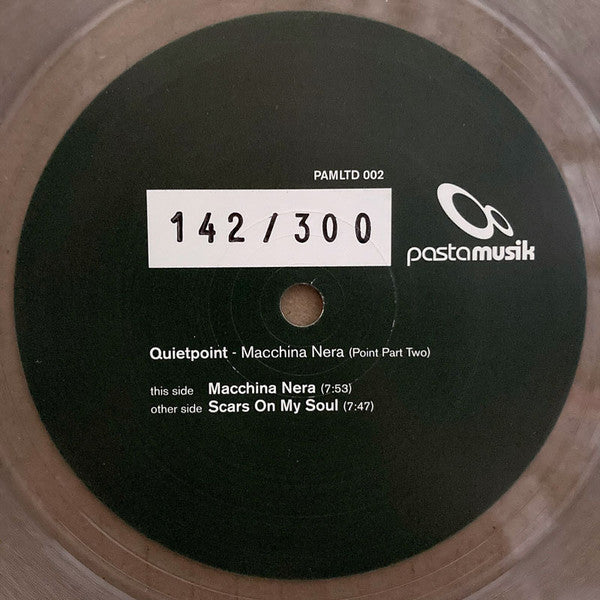 PAMLTD 002
142/300
pastamusik
Quietpoint - Macchina Nera (Point Part Two)
this side Macchina Nera (7:53)
other side Scars On My Soul (7:47)